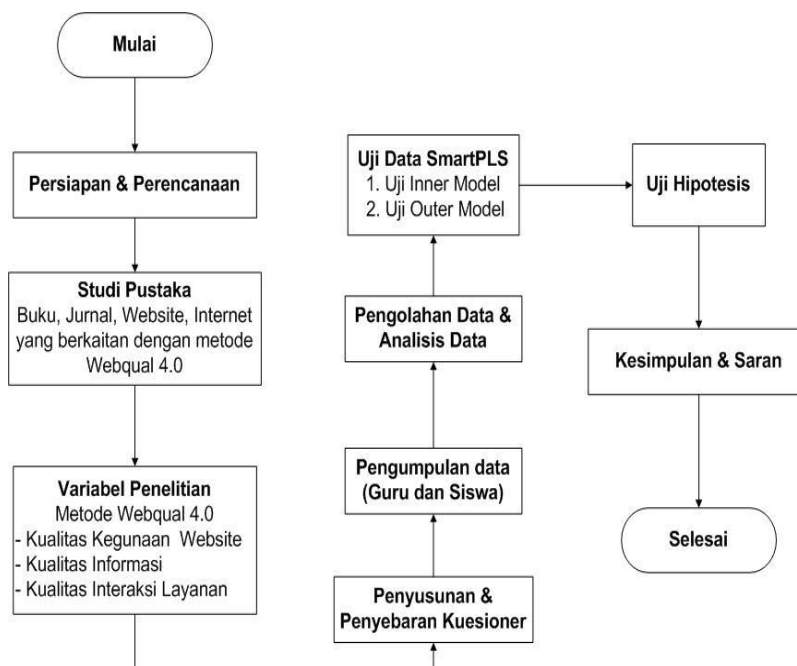 Mulai
Persiapan & Perencanaan
Studi Pustaka
Buku, Jurnal, Website, Internet
yang berkaitan dengan metode
Webqual 4.0
Variabel Penelitian
Metode Webqual 4.0
- Kualitas Kegunaan Website
- Kualitas Informasi
- Kualitas Interaksi Layanan
Penyusunan &
Penyebaran Kuesioner
Pengumpulan data
(Guru dan Siswa)
Pengolahan Data &
Analisis Data
Uji Data SmartPLS
1. Uji Inner Model
2. Uji Outer Model
Uji Hipotesis
Kesimpulan & Saran
Selesai